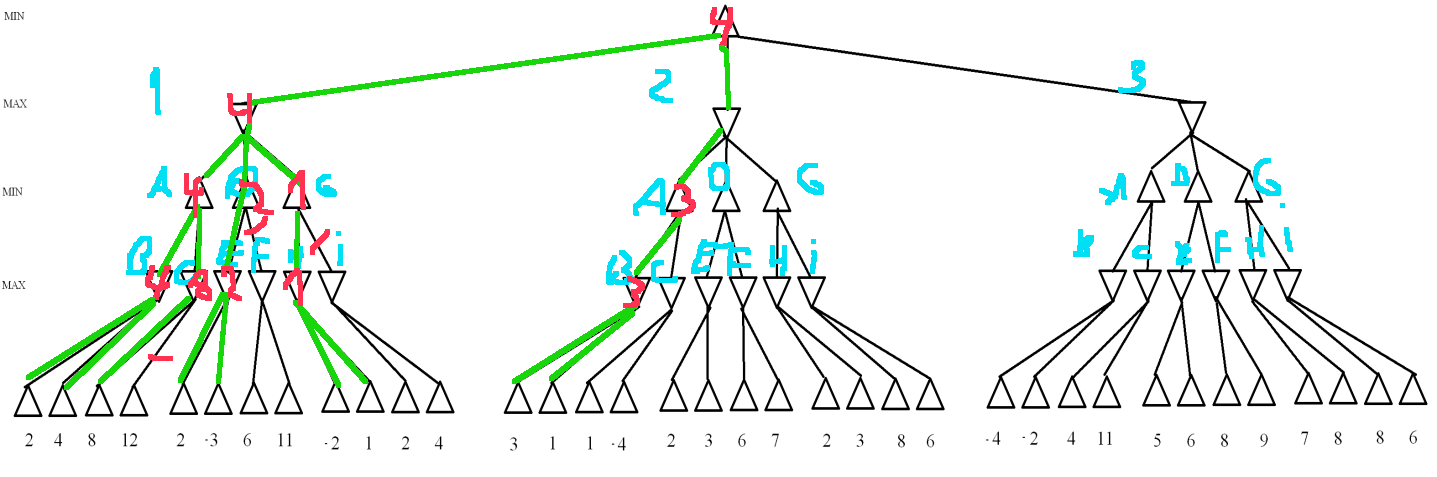 MIN
4
1 2 3
MAX 4
MIN A 4 D 2 1 G A 3 D G A D G
MAX B 4 C 8 E 2 F H 1 i B 3 C E F H i B C E F H i
2 4 8 12 2 -3 6 11 -2 1 2 4 3 1 1 -4 2 3 6 7 2 3 8 6 -4 -2 4 11 5 6 8 9 7 8 8 6